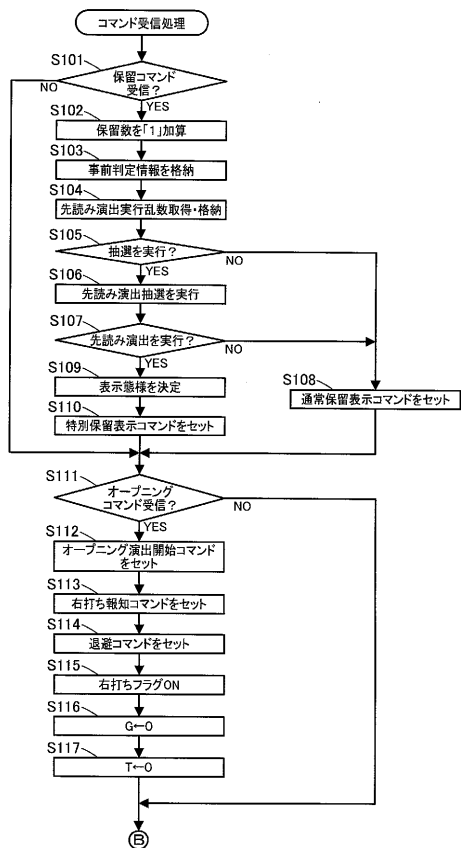 コマンド受信処理
S101
保留コマンド
受信?
NO
YES
S102
保留数を「1」加算
S103
事前判定情報を格納
S104
先読み演出実行乱数取得・格納
S105
抽選を実行?
NO
YES
S106
先読み演出抽選を実行
S107
先読み演出を実行?
NO
YES
S108
通常保留表示コマンドをセット
S109
表示態様を決定
S110
特別保留表示コマンドをセット
S111
オープニング
コマンド受信?
NO
YES
S112
オープニング演出開始コマンド
をセット
S113
右打ち報知コマンドをセット
S114
退避コマンドをセット
S115
右打ちフラグON
S116
G←0
S117
T←0
B